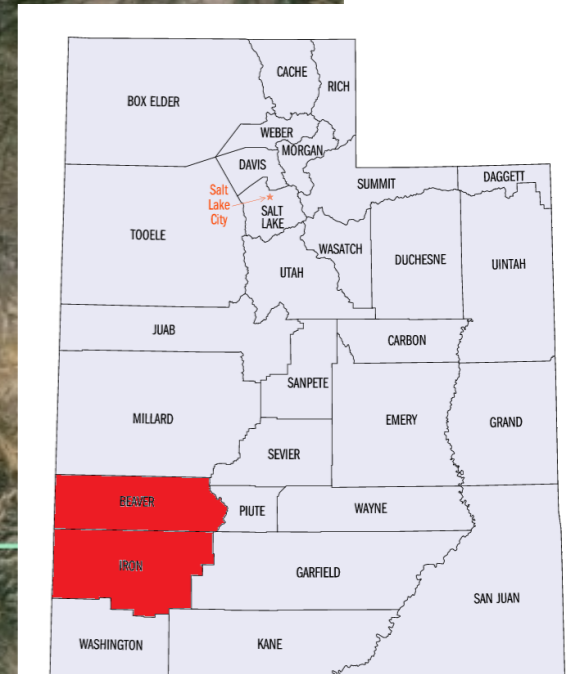 CACHE
RICH
BOX ELDER
WEBER
MORGAN
DAVIS
DAGGETT
SUMMIT
Salt
Lake
City
SALT
LAKE
TOOELE
WASATCH
DUCHESNE
UINTAH
UTAH
JUAB
CARBON
SANPETE
MILLARD
EMERY
GRAND
SEVIER
BEAVER
PIUTE
WAYNE
IRON
GARFIELD
SAN JUAN
WASHINGTON
KANE